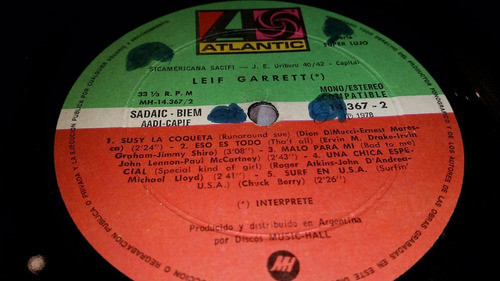 ATLANTIC
SUPER LUJO
SICAMERICANA SACIFI — J. E. Uriburu 40/42 - Capital
LEIF GARRETT (*)
33 ⅓ R. P. M
MONO/ESTEREO
MH-14.367/2
COMPATIBLE
SADAIC - BIEM
.367 - 2
AADI-CAPIF
1978
1. SUSY LA COQUETA (Runaround sue) (Dion DiMucci-Ernest Mares-
ca) (2'24") - 2. ESO ES TODO (Tha't all) (Ervin M. Drake-Irvin
Graham-Jimmy Shiro) (3'08") - 3. MALO PARA MI (Bad to me)
John Lennon-Paul McCartney) (2'43") - 4. UNA CHICA ESPE-
CIAL (Special kind of girl) (Roger Atkins-John D'Andrea-
Michael Lloyd) (2'41") - 5. SURF EN U.S.A. (Surfin'
U.S.A.) (Chuck Berry) (2'26")
(*) INTERPRETE
Producido y distribuido en Argentina
por Discos MUSIC-HALL
MH